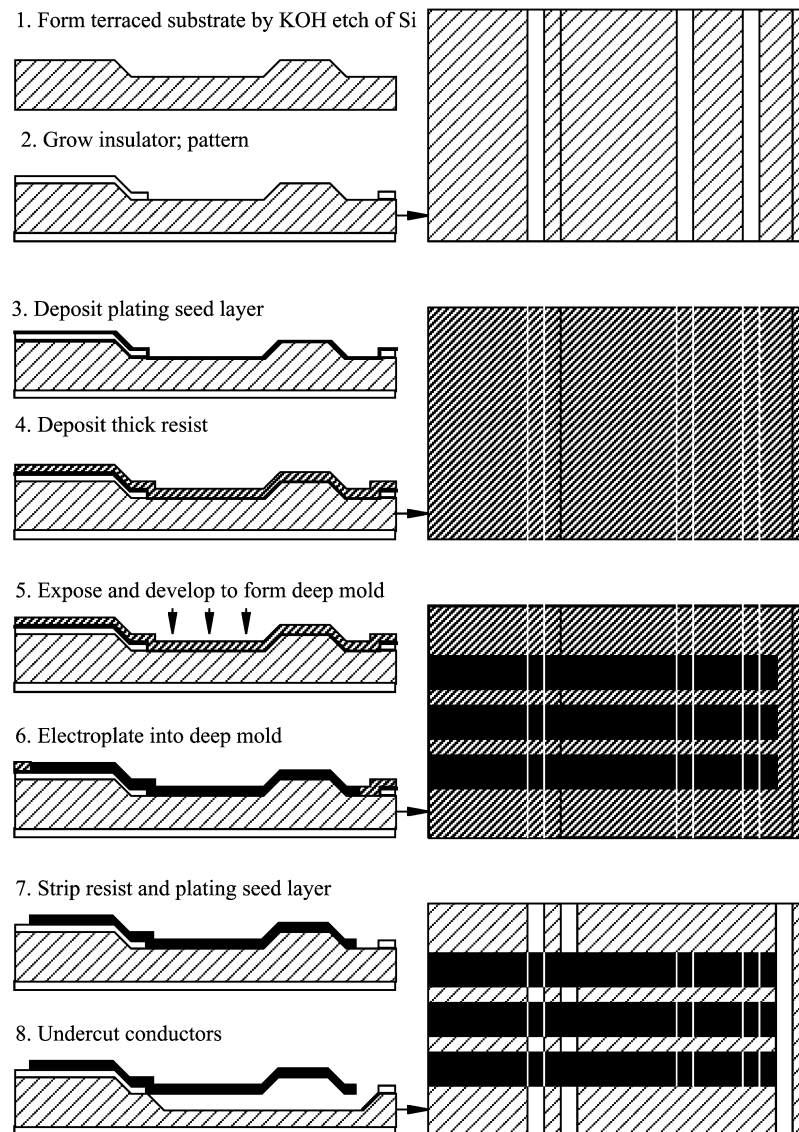 1. Form terraced substrate by KOH etch of Si
2. Grow insulator; pattern
3. Deposit plating seed layer
4. Deposit thick resist
5. Expose and develop to form deep mold
6. Electroplate into deep mold
7. Strip resist and plating seed layer
8. Undercut conductors